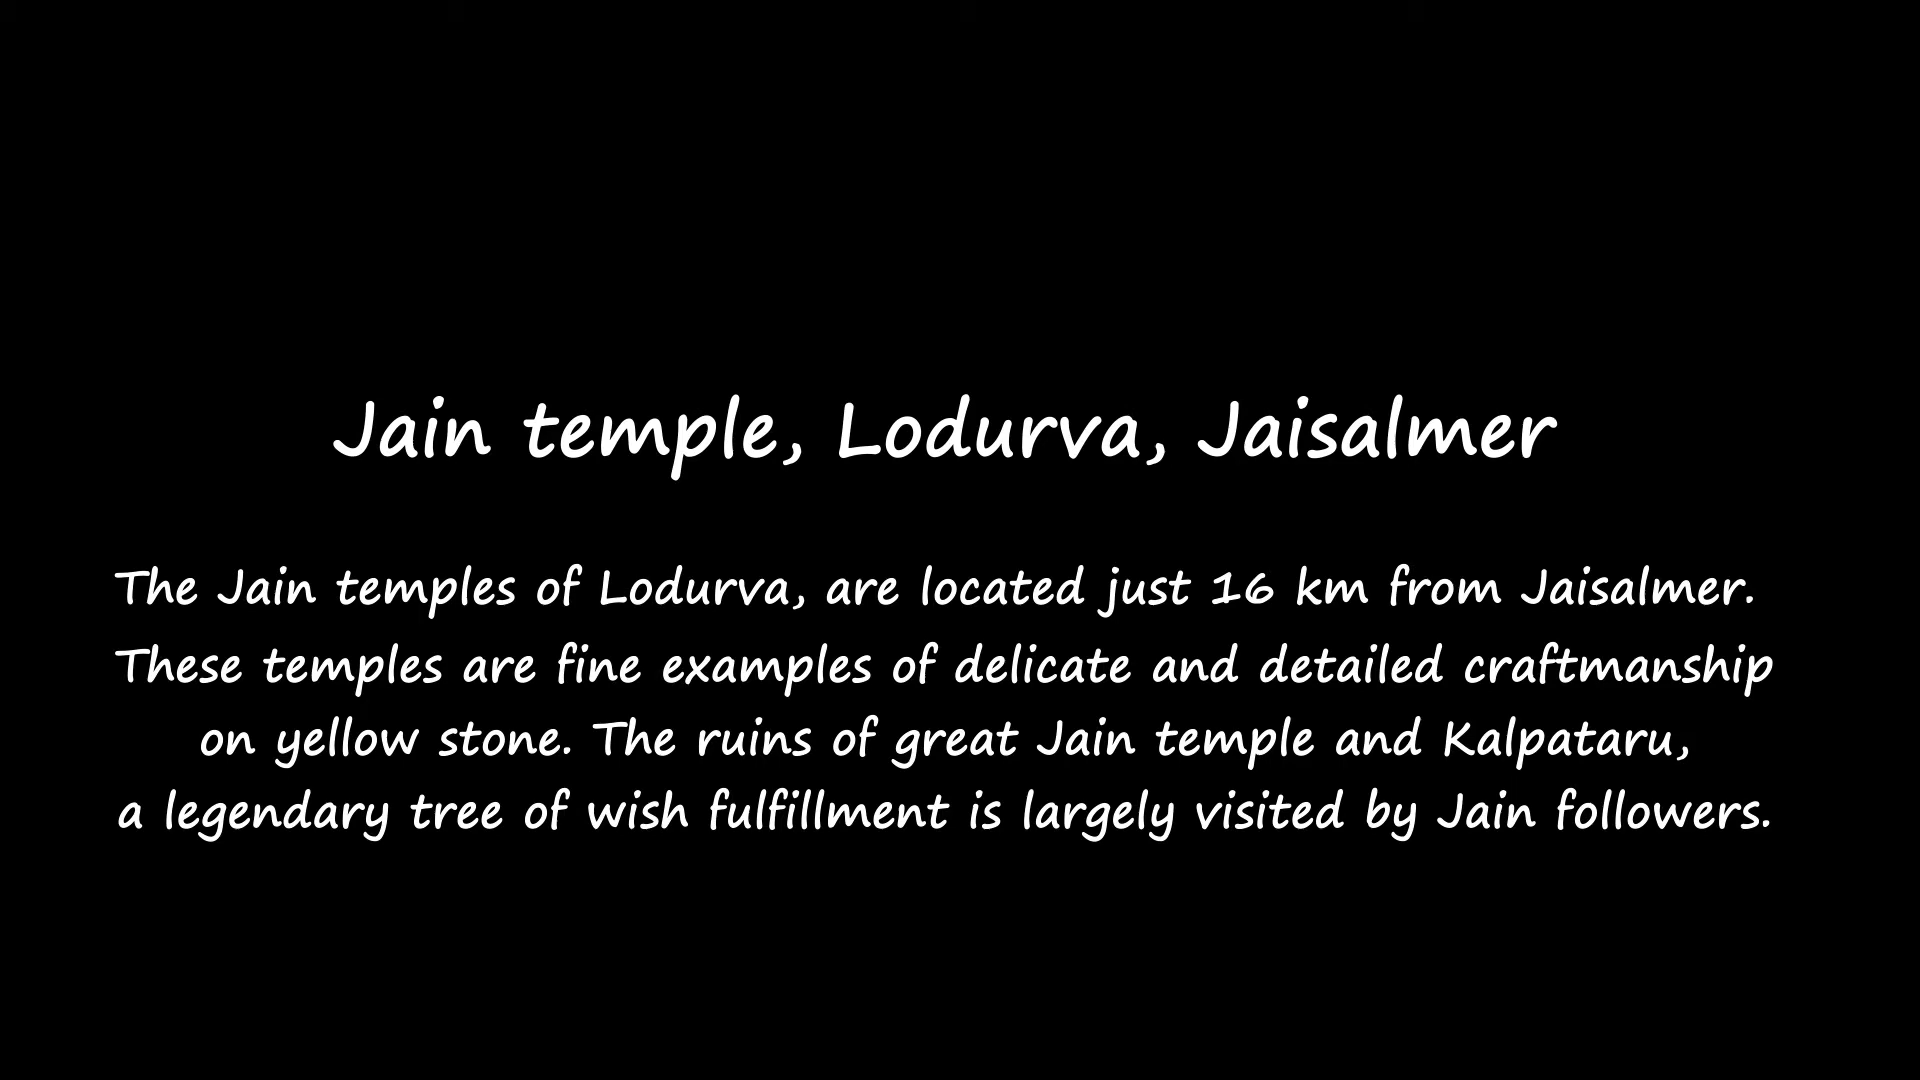 Jain temple, Lodurva, Jaisalmer
The Jain temples of Lodurva, are located just 16 km from Jaisalmer.
These temples are fine examples of delicate and detailed craftmanship
on yellow stone. The ruins of great Jain temple and Kalpataru,
a legendary tree of wish fulfillment is largely visited by Jain followers.